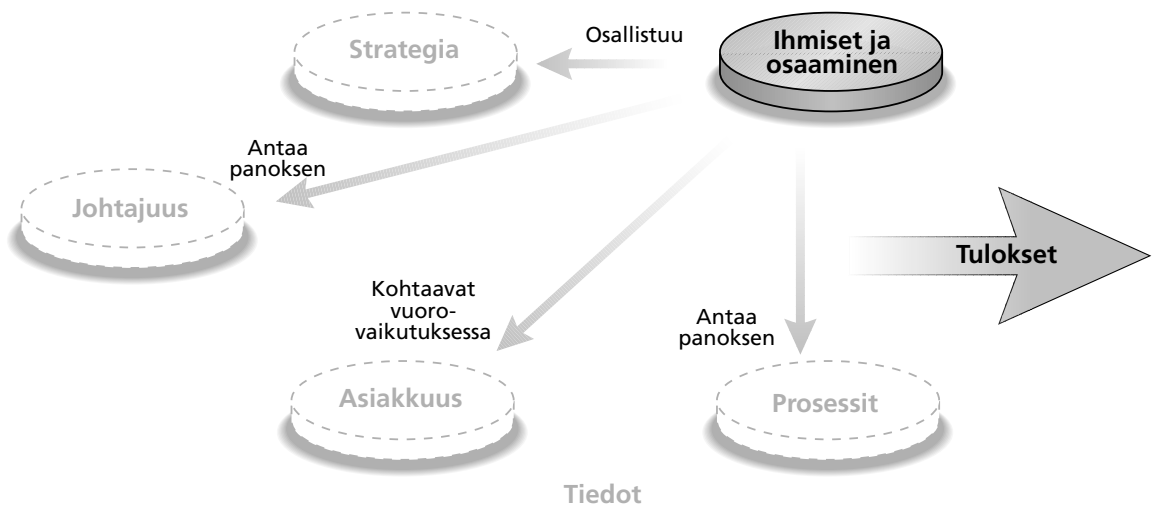 Osallistuu
Ihmiset ja
osaaminen
Strategia
Antaa
panoksen
Johtajuus
Tulokset
Kohtaavat
vuoro-
vaikutuksessa
Antaa
panoksen
Asiakkuus
Prosessit
Tiedot